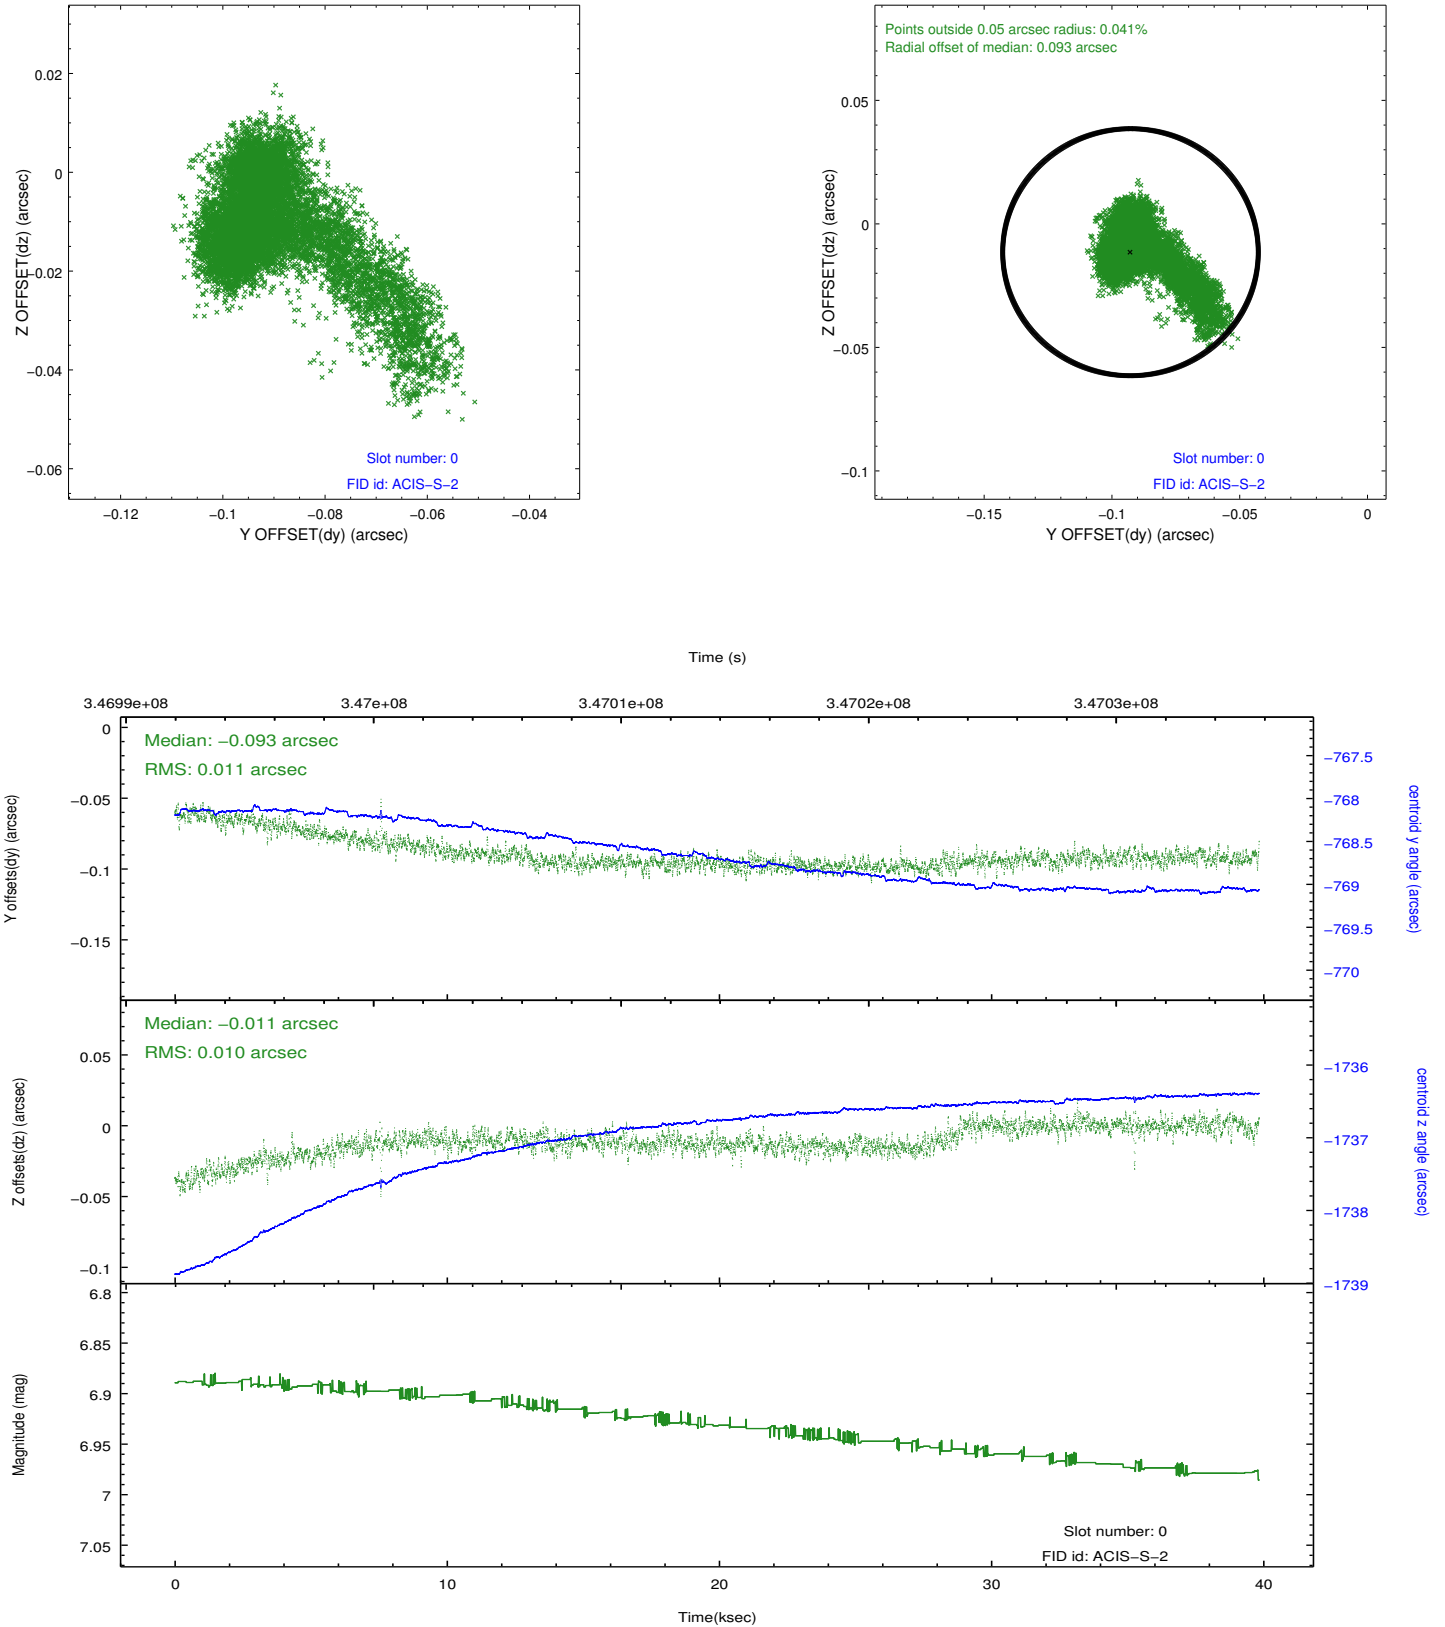 0.02
0
−0.02
−0.04
−0.06
Z OFFSET(dz) (arcsec)
Slot number: 0
FID id: ACIS−S−2
−0.12
−0.1
−0.08
−0.06
−0.04
Y OFFSET(dy) (arcsec)
Points outside 0.05 arcsec radius: 0.041%
Radial offset of median: 0.093 arcsec
0.05
0
−0.05
−0.1
Z OFFSET(dz) (arcsec)
Slot number: 0
FID id: ACIS−S−2
−0.15
−0.1
−0.05
0
Y OFFSET(dy) (arcsec)
Time (s)
3.4699e+08
3.47e+08
3.4701e+08
3.4702e+08
3.4703e+08
Median: −0.093 arcsec
RMS: 0.011 arcsec
0
−0.05
−0.1
−0.15
Y offsets(dy) (arcsec)
−767.5
−768
−768.5
−769
−769.5
−770
centroid y angle (arcsec)
Median: −0.011 arcsec
RMS: 0.010 arcsec
0.05
0
−0.05
−0.1
Z offsets(dz) (arcsec)
−1736
−1737
−1738
−1739
centroid z angle (arcsec)
6.8
6.85
6.9
6.95
7
7.05
Magnitude (mag)
Slot number: 0
FID id: ACIS−S−2
0
10
20
30
40
Time(ksec)